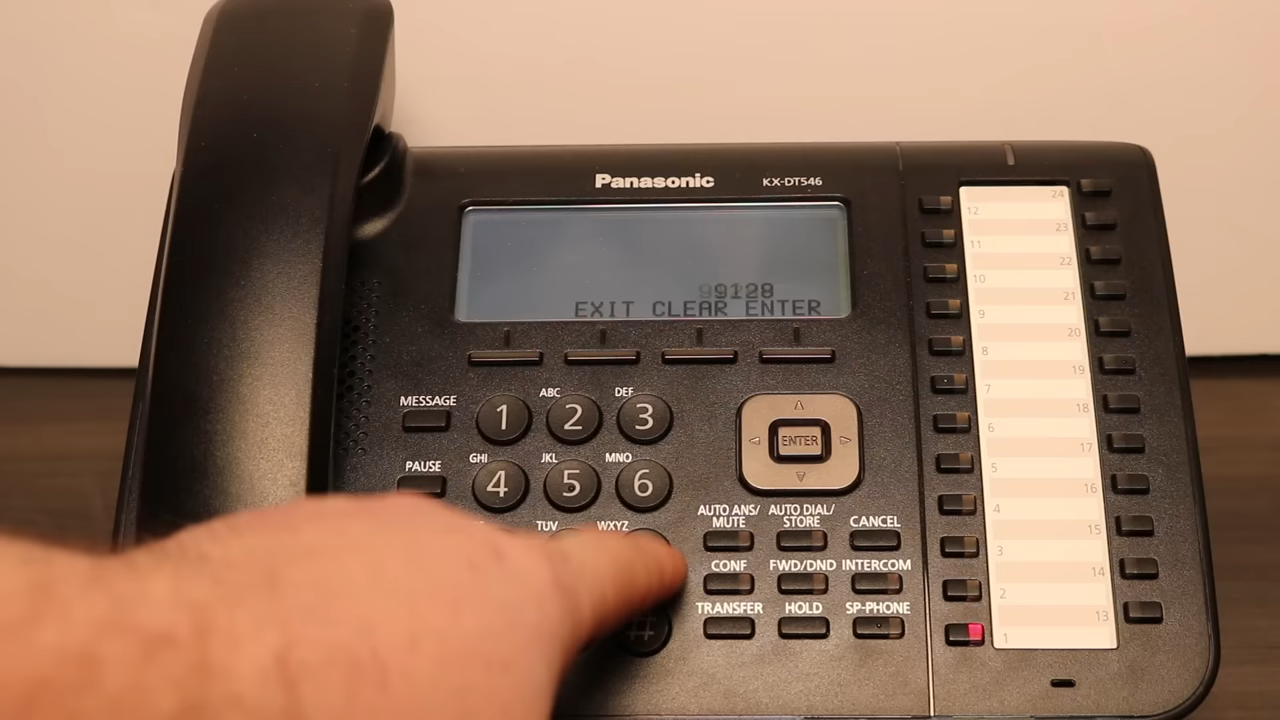 Panasonic KX-DT546
EXIT CLEAR ENTER
MESSAGE
PAUSE
1
ABC 2
DEF 3
GHI 4
JKL 5
MNO 6
TUV
WXYZ
#
ENTER
AUTO ANS/ MUTE
AUTO DIAL/ STORE
CANCEL
CONF
FWD/DND
INTERCOM
TRANSFER
HOLD
SP-PHONE
24
12
23
11
22
10
21
9
20
8
19
7
18
6
17
5
16
4
15
3
14
2
13
1